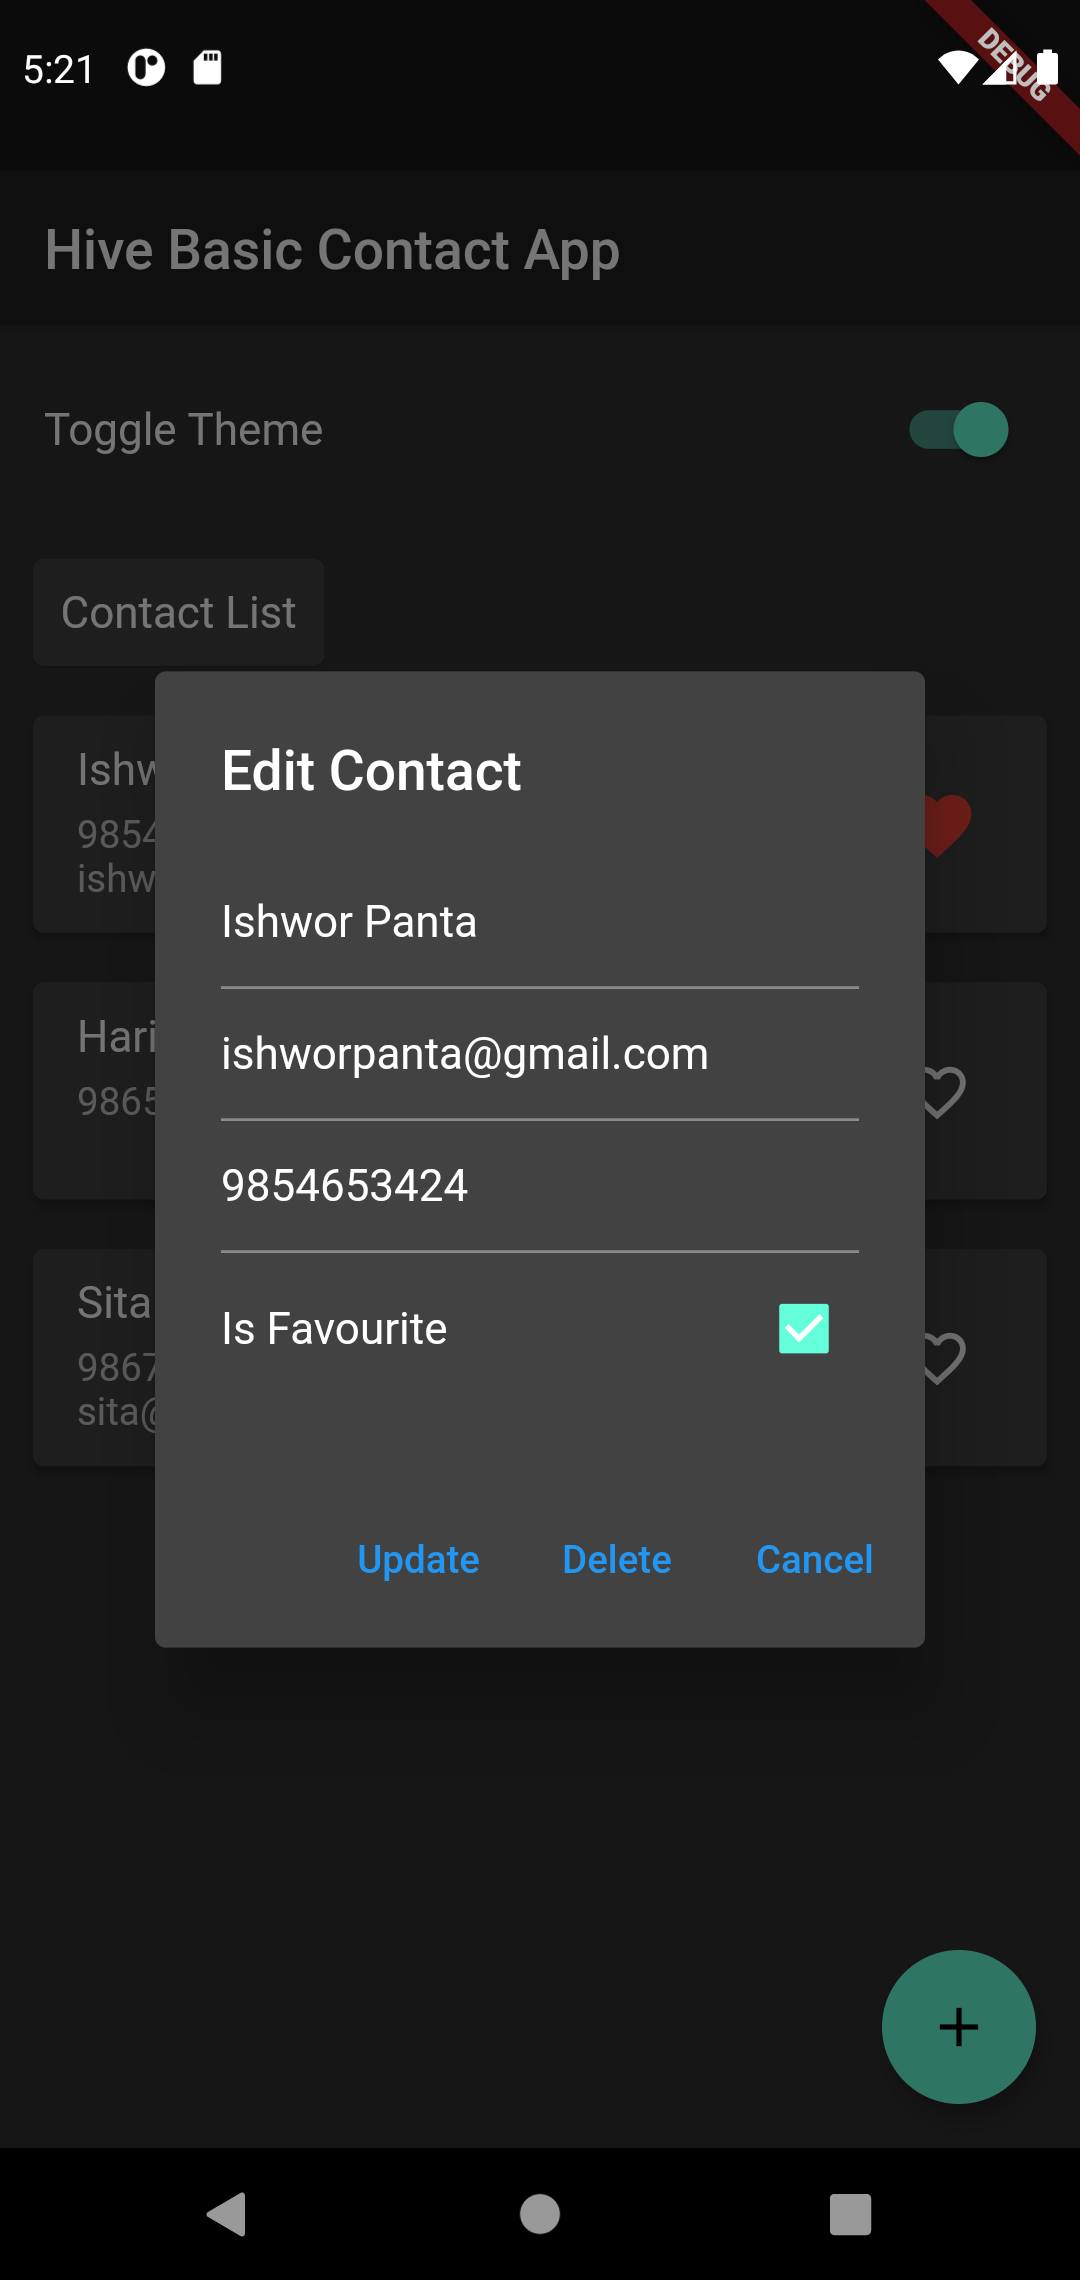 5:21
DEBUG
Hive Basic Contact App
Toggle Theme
Contact List
Ishw
9854
ishw
Hari
9865
Sita
9867
sita@
Edit Contact
Ishwor Panta
ishworpanta@gmail.com
9854653424
Is Favourite
Update Delete Cancel